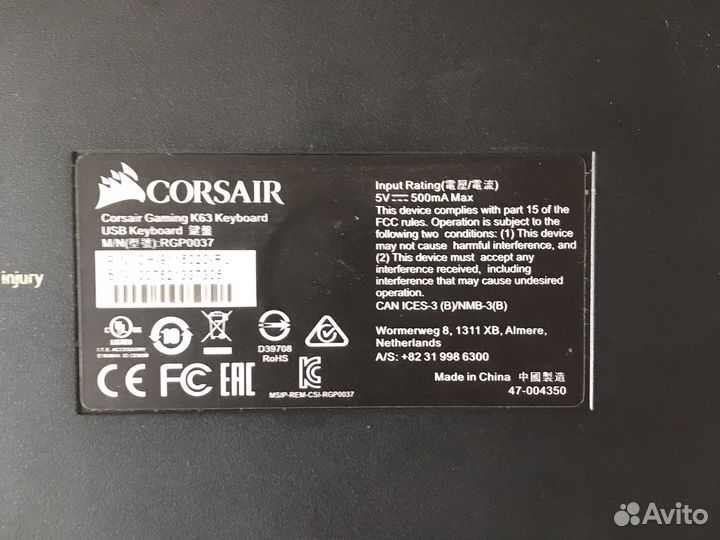 injury
CORSAIR
Corsair Gaming K63 Keyboard
USB Keyboard 鍵盤
M/N(型號):RGP0037
LISTED
10
D39708
RoHS
CE FC EAC
MSIP-REM-CSI-RGP0037
Input Rating(電壓/電流)
5V⎓ 500mA Max
This device complies with part 15 of the
FCC rules. Operation is subject to the
following two conditions: (1) This device
may not cause harmful interference, and
(2) This device must accept any
interference received, including
interference that may cause undesired
operation.
CAN ICES-3 (B)/NMB-3(B)
Wormerweg 8, 1311 XB, Almere,
Netherlands
A/S: +82 31 998 6300
Made in China 中國製造
47-004350
Avito